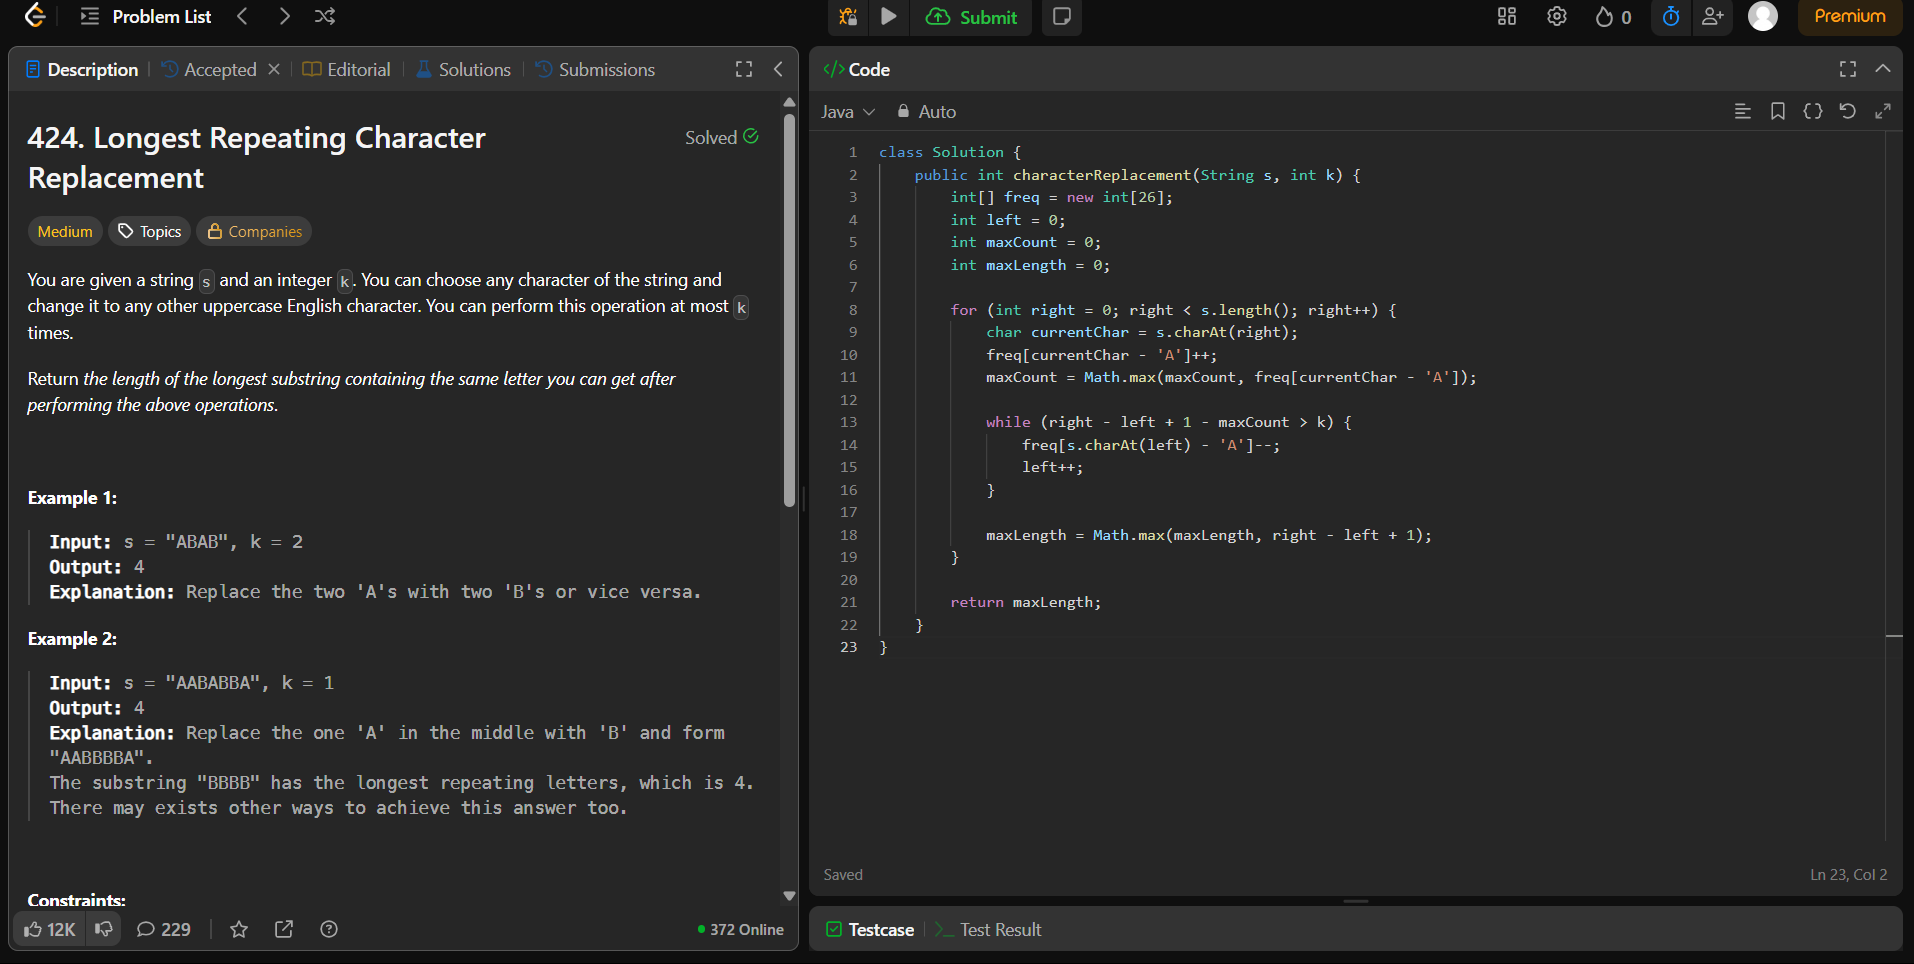 Problem List
Submit
0
Premium
Description
Accepted
Editorial
Solutions
Submissions
424. Longest Repeating Character
Replacement
Solved
Medium
Topics
Companies
You are given a string s and an integer k. You can choose any character of the string and
change it to any other uppercase English character. You can perform this operation at most k
times.
Return the length of the longest substring containing the same letter you can get after
performing the above operations.
Example 1:
Input: s = "ABAB", k = 2
Output: 4
Explanation: Replace the two 'A's with two 'B's or vice versa.
Example 2:
Input: s = "AABABBA", k = 1
Output: 4
Explanation: Replace the one 'A' in the middle with 'B' and form
"AABBBBA".
The substring "BBBB" has the longest repeating letters, which is 4.
There may exists other ways to achieve this answer too.
Constraints:
12K
229
372 Online
</> Code
Java
Auto
1 class Solution {
2     public int characterReplacement(String s, int k) {
3         int[] freq = new int[26];
4         int left = 0;
5         int maxCount = 0;
6         int maxLength = 0;
7
8         for (int right = 0; right < s.length(); right++) {
9             char currentChar = s.charAt(right);
10             freq[currentChar - 'A']++;
11             maxCount = Math.max(maxCount, freq[currentChar - 'A']);
12
13             while (right - left + 1 - maxCount > k) {
14                 freq[s.charAt(left) - 'A']--;
15                 left++;
16             }
17
18             maxLength = Math.max(maxLength, right - left + 1);
19         }
20
21         return maxLength;
22     }
23 }
Saved
Ln 23, Col 2
Testcase
Test Result